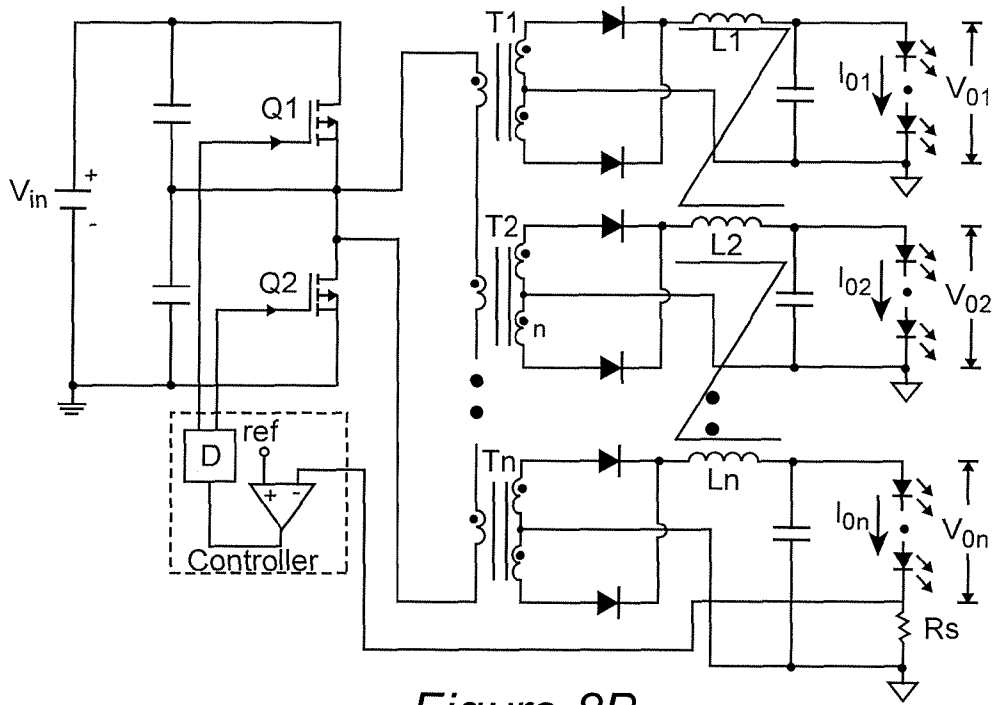 T1
L1
Q1
I01
V01
Vin
+
-
T2
L2
Q2
I02
V02
n
ref
D
+ -
Controller
Tn
Ln
I0n
V0n
Rs
Figure 8B